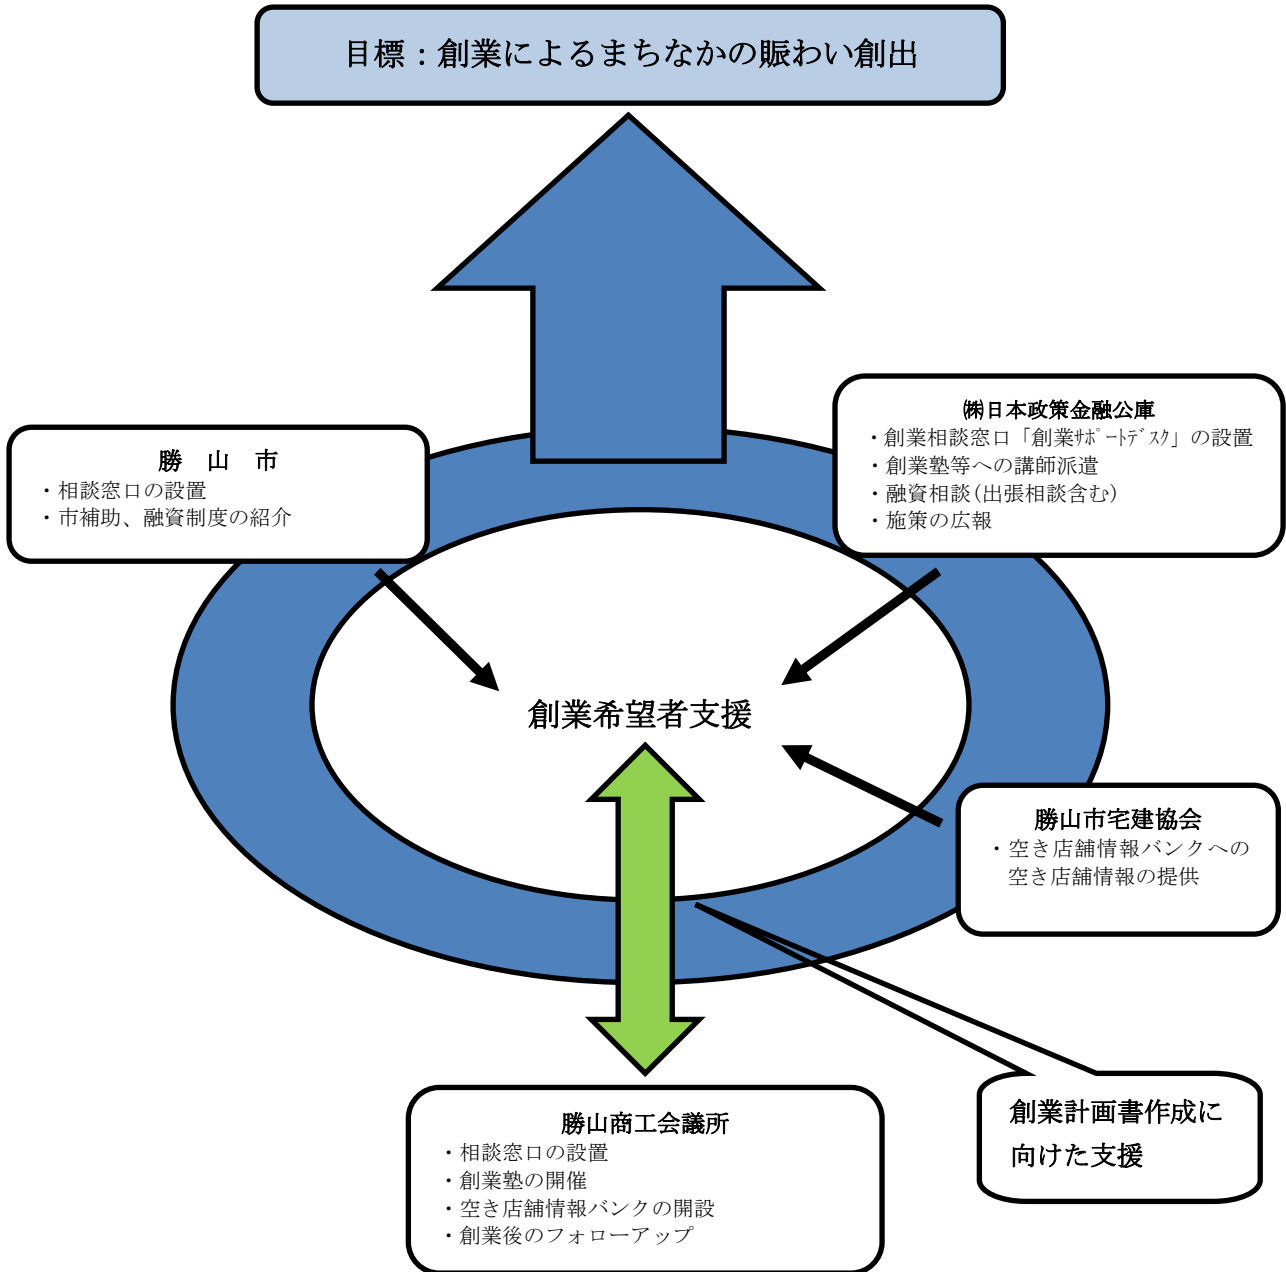 目標：創業によるまちなかの賑わい創出
勝　山　市
・相談窓口の設置
・市補助、融資制度の紹介
㈱日本政策金融公庫
・創業相談窓口「創業ｻﾎﾟｰﾄﾃﾞｽｸ」の設置
・創業塾等への講師派遣
・融資相談(出張相談含む)
・施策の広報
創業希望者支援
勝山市宅建協会
・空き店舗情報バンクへの
空き店舗情報の提供
創業計画書作成に
向けた支援
勝山商工会議所
・相談窓口の設置
・創業塾の開催
・空き店舗情報バンクの開設
・創業後のフォローアップ